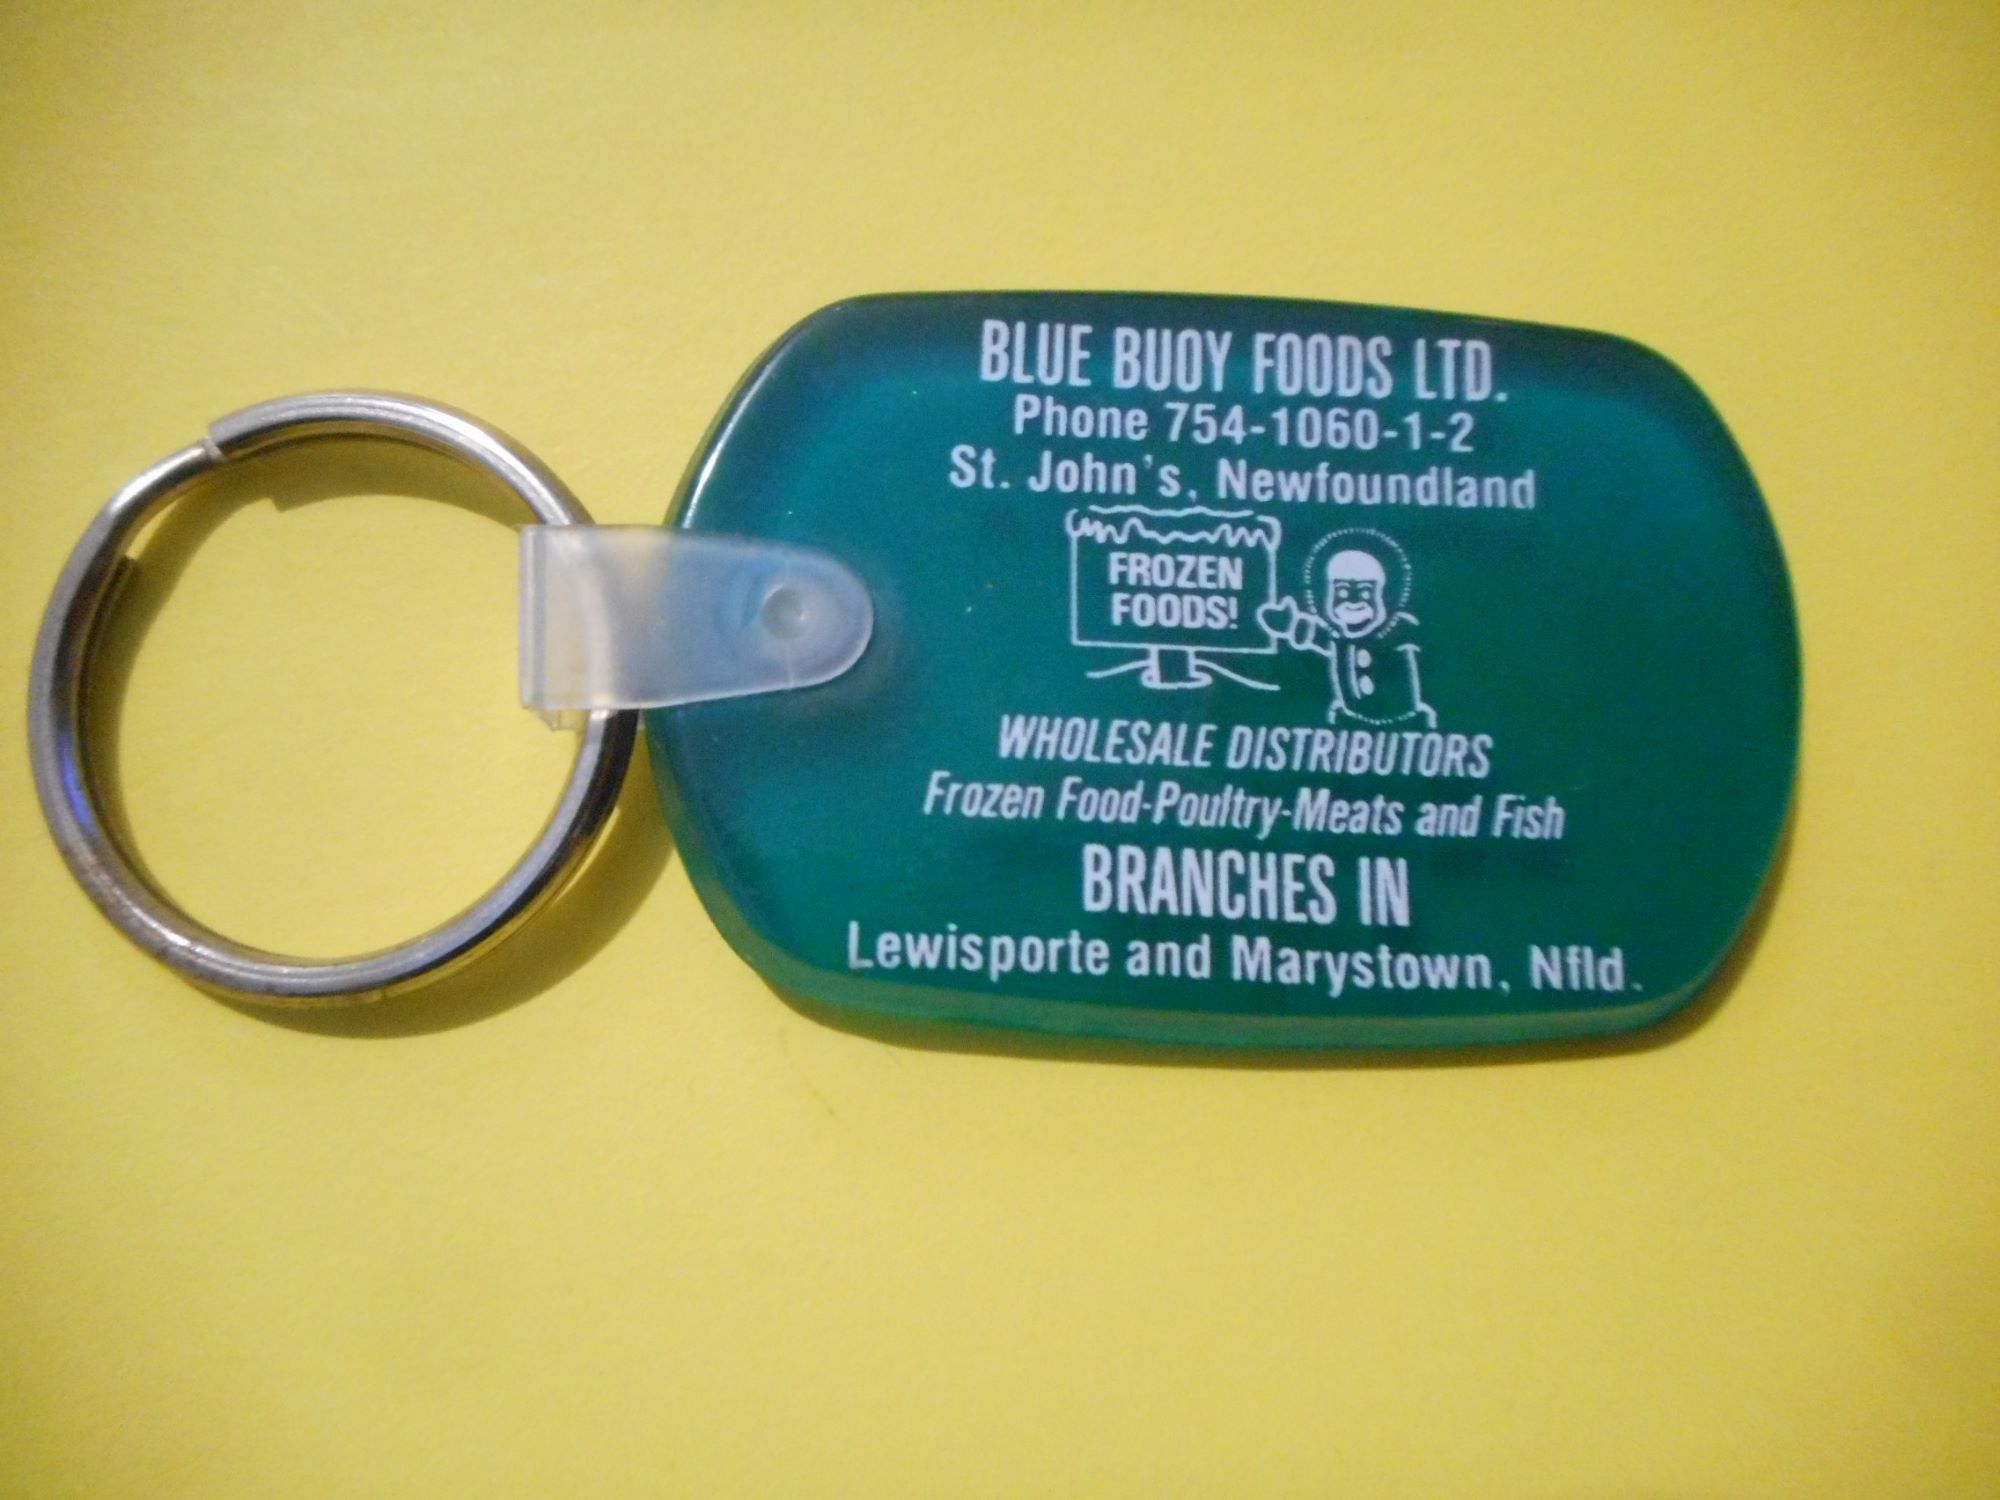 BLUE BUOY FOODS LTD.
Phone 754-1060-1-2
St. John's, Newfoundland
FROZEN
FOODS!
WHOLESALE DISTRIBUTORS
Frozen Food-Poultry-Meats and Fish
BRANCHES IN
Lewisporte and Marystown, Nfld.